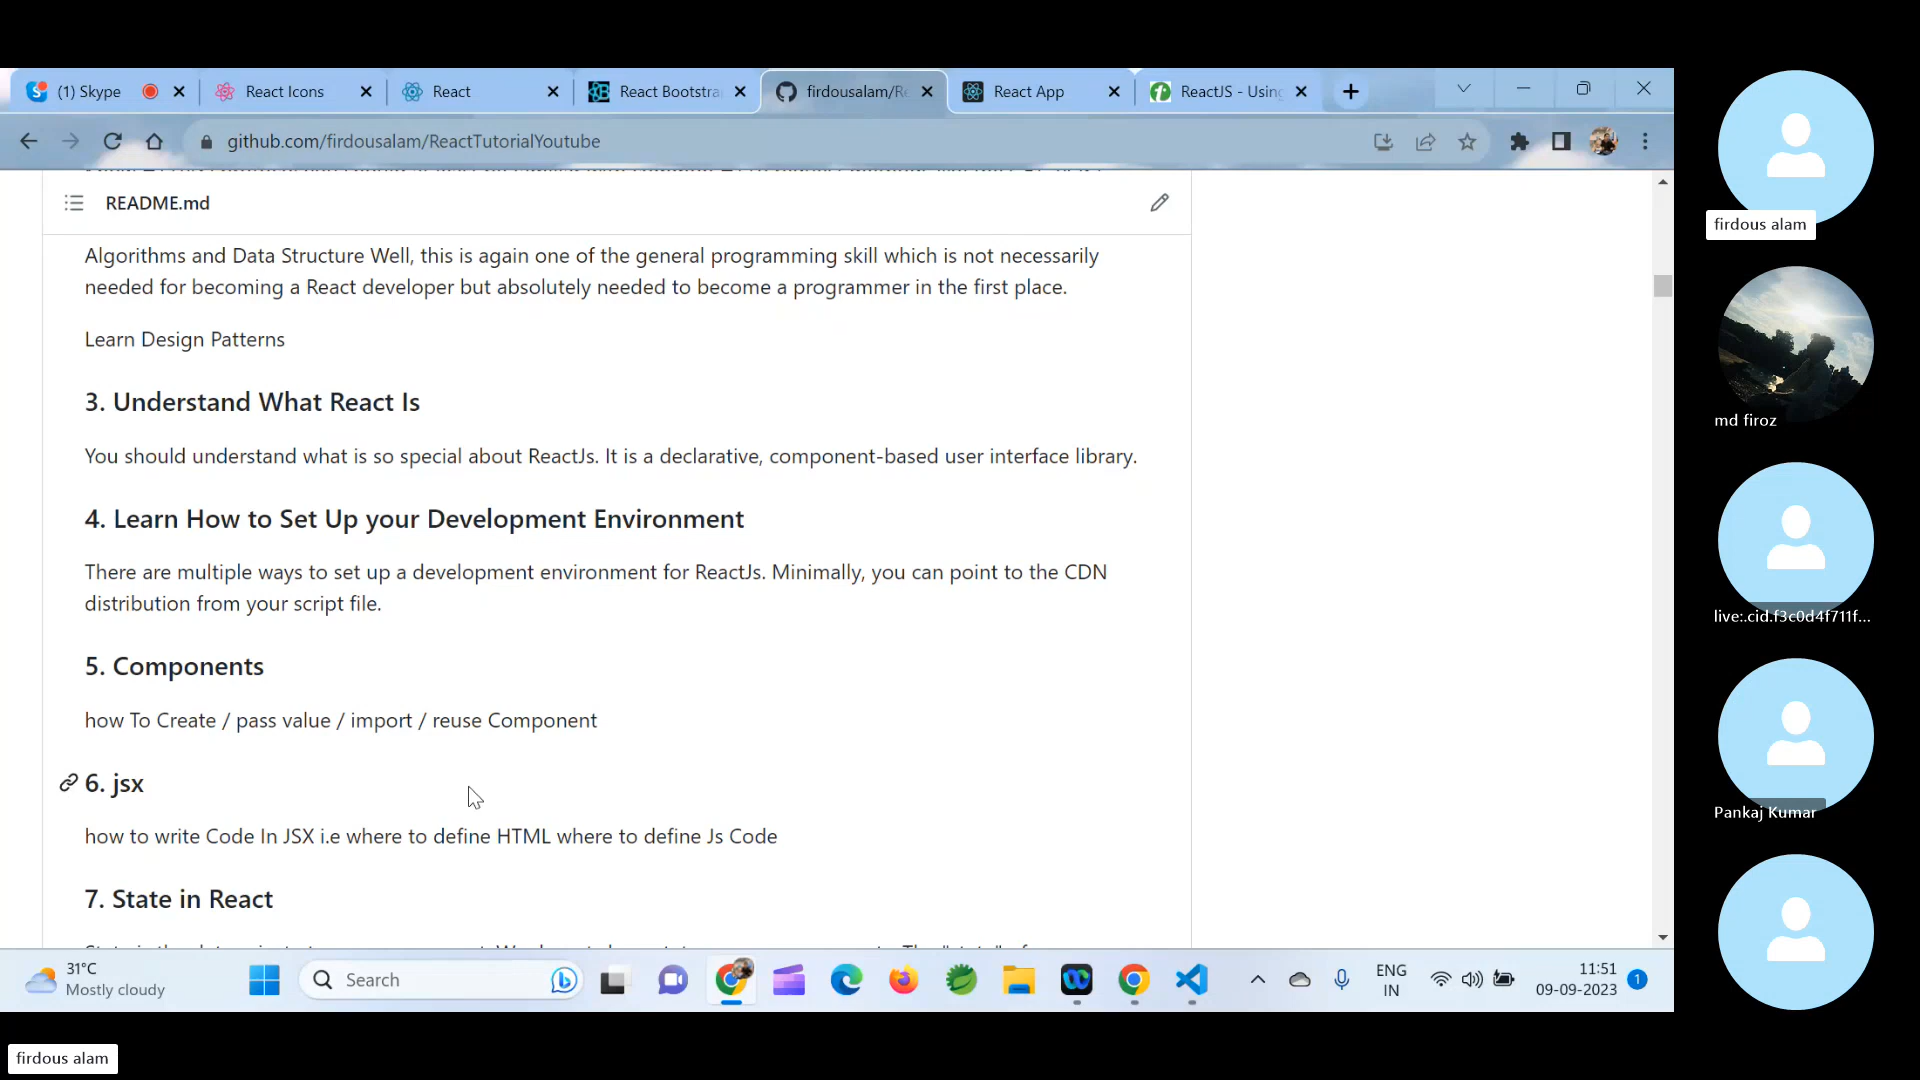 (1) Skype
React Icons
React
React Bootstra
firdousalam/Re
React App
ReactJS - Using
github.com/firdousalam/ReactTutorialYoutube
README.md
Algorithms and Data Structure Well, this is again one of the general programming skill which is not necessarily
needed for becoming a React developer but absolutely needed to become a programmer in the first place.
Learn Design Patterns
3. Understand What React Is
You should understand what is so special about ReactJs. It is a declarative, component-based user interface library.
4. Learn How to Set Up your Development Environment
There are multiple ways to set up a development environment for ReactJs. Minimally, you can point to the CDN
distribution from your script file.
5. Components
how To Create / pass value / import / reuse Component
6. jsx
how to write Code In JSX i.e where to define HTML where to define Js Code
7. State in React
31°C
Mostly cloudy
Search
ENG
IN
11:51
09-09-2023
1
firdous alam
md firoz
live:.cid.f3c0d4f711f...
Pankaj Kumar
firdous alam